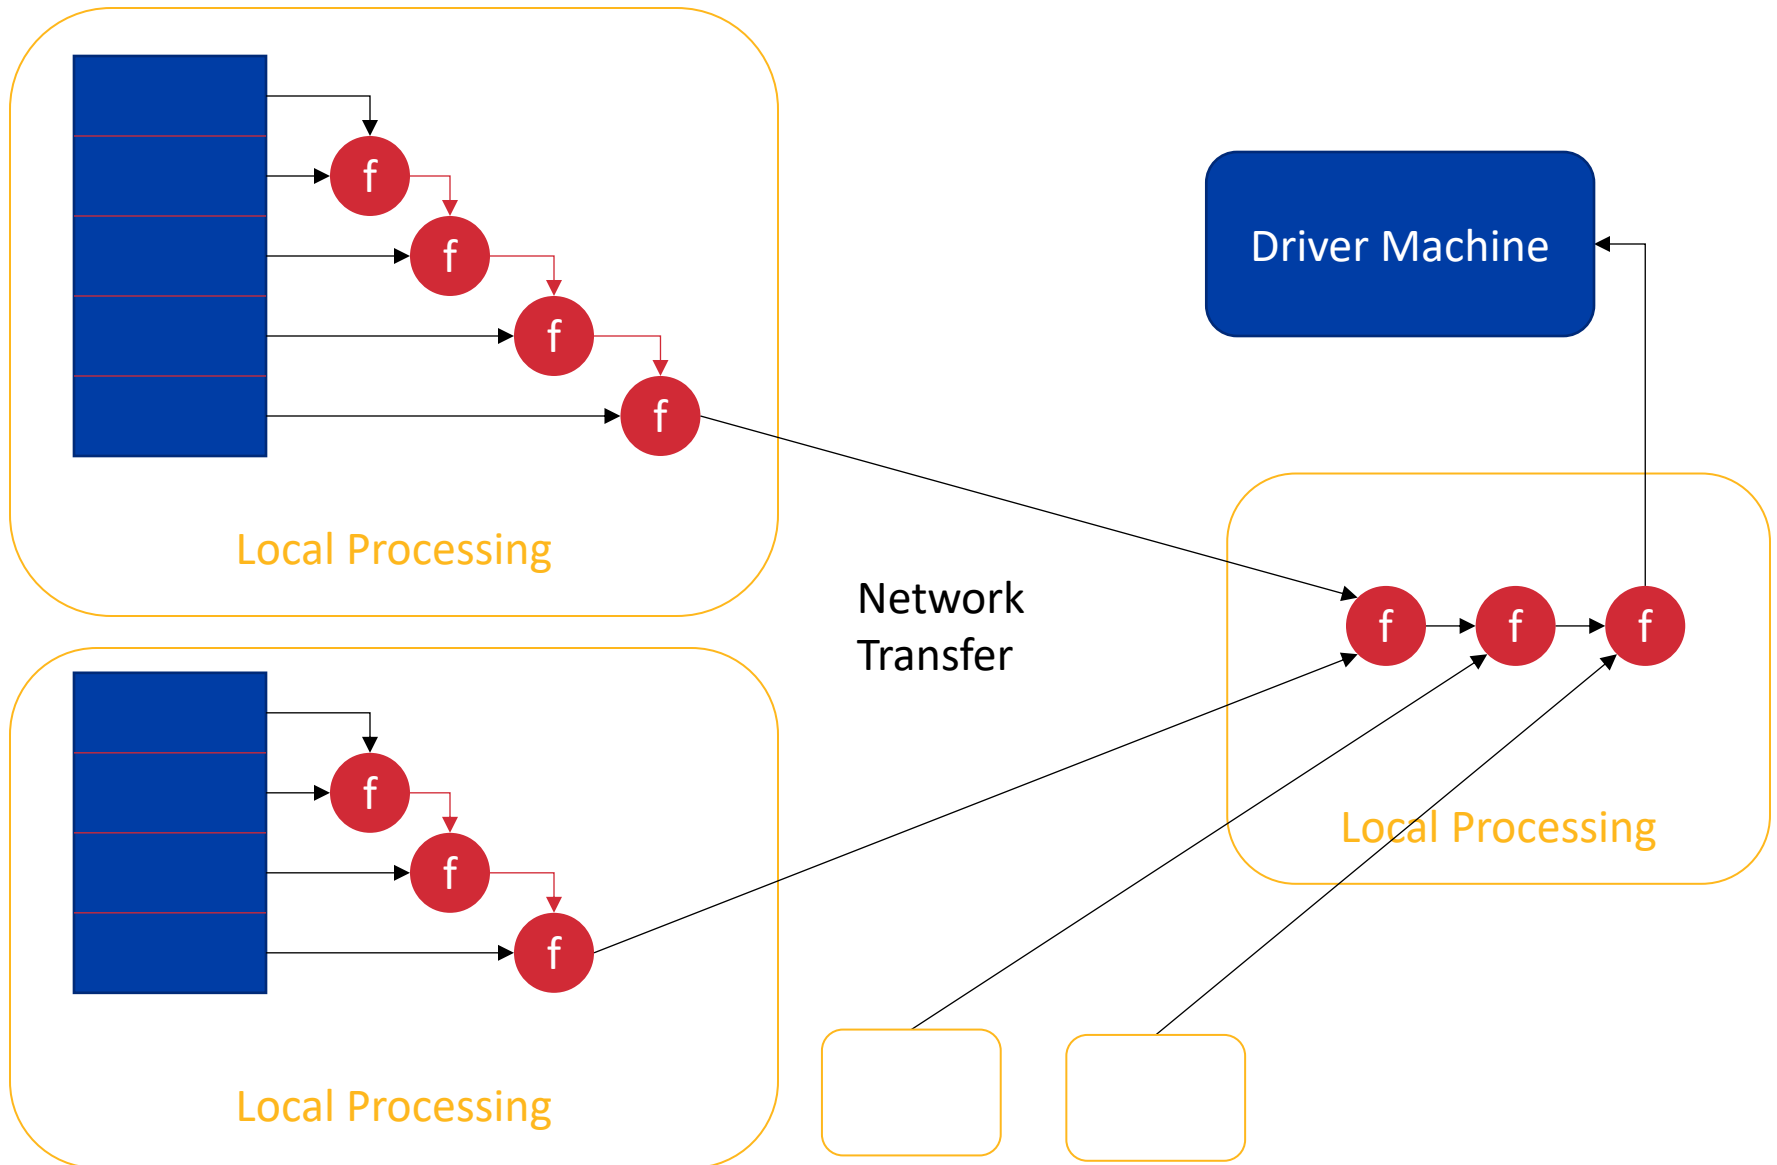 f
f
f
f
Local Processing
f
f
f
Local Processing
Network
Transfer
Driver Machine
f
f
f
Local Processing